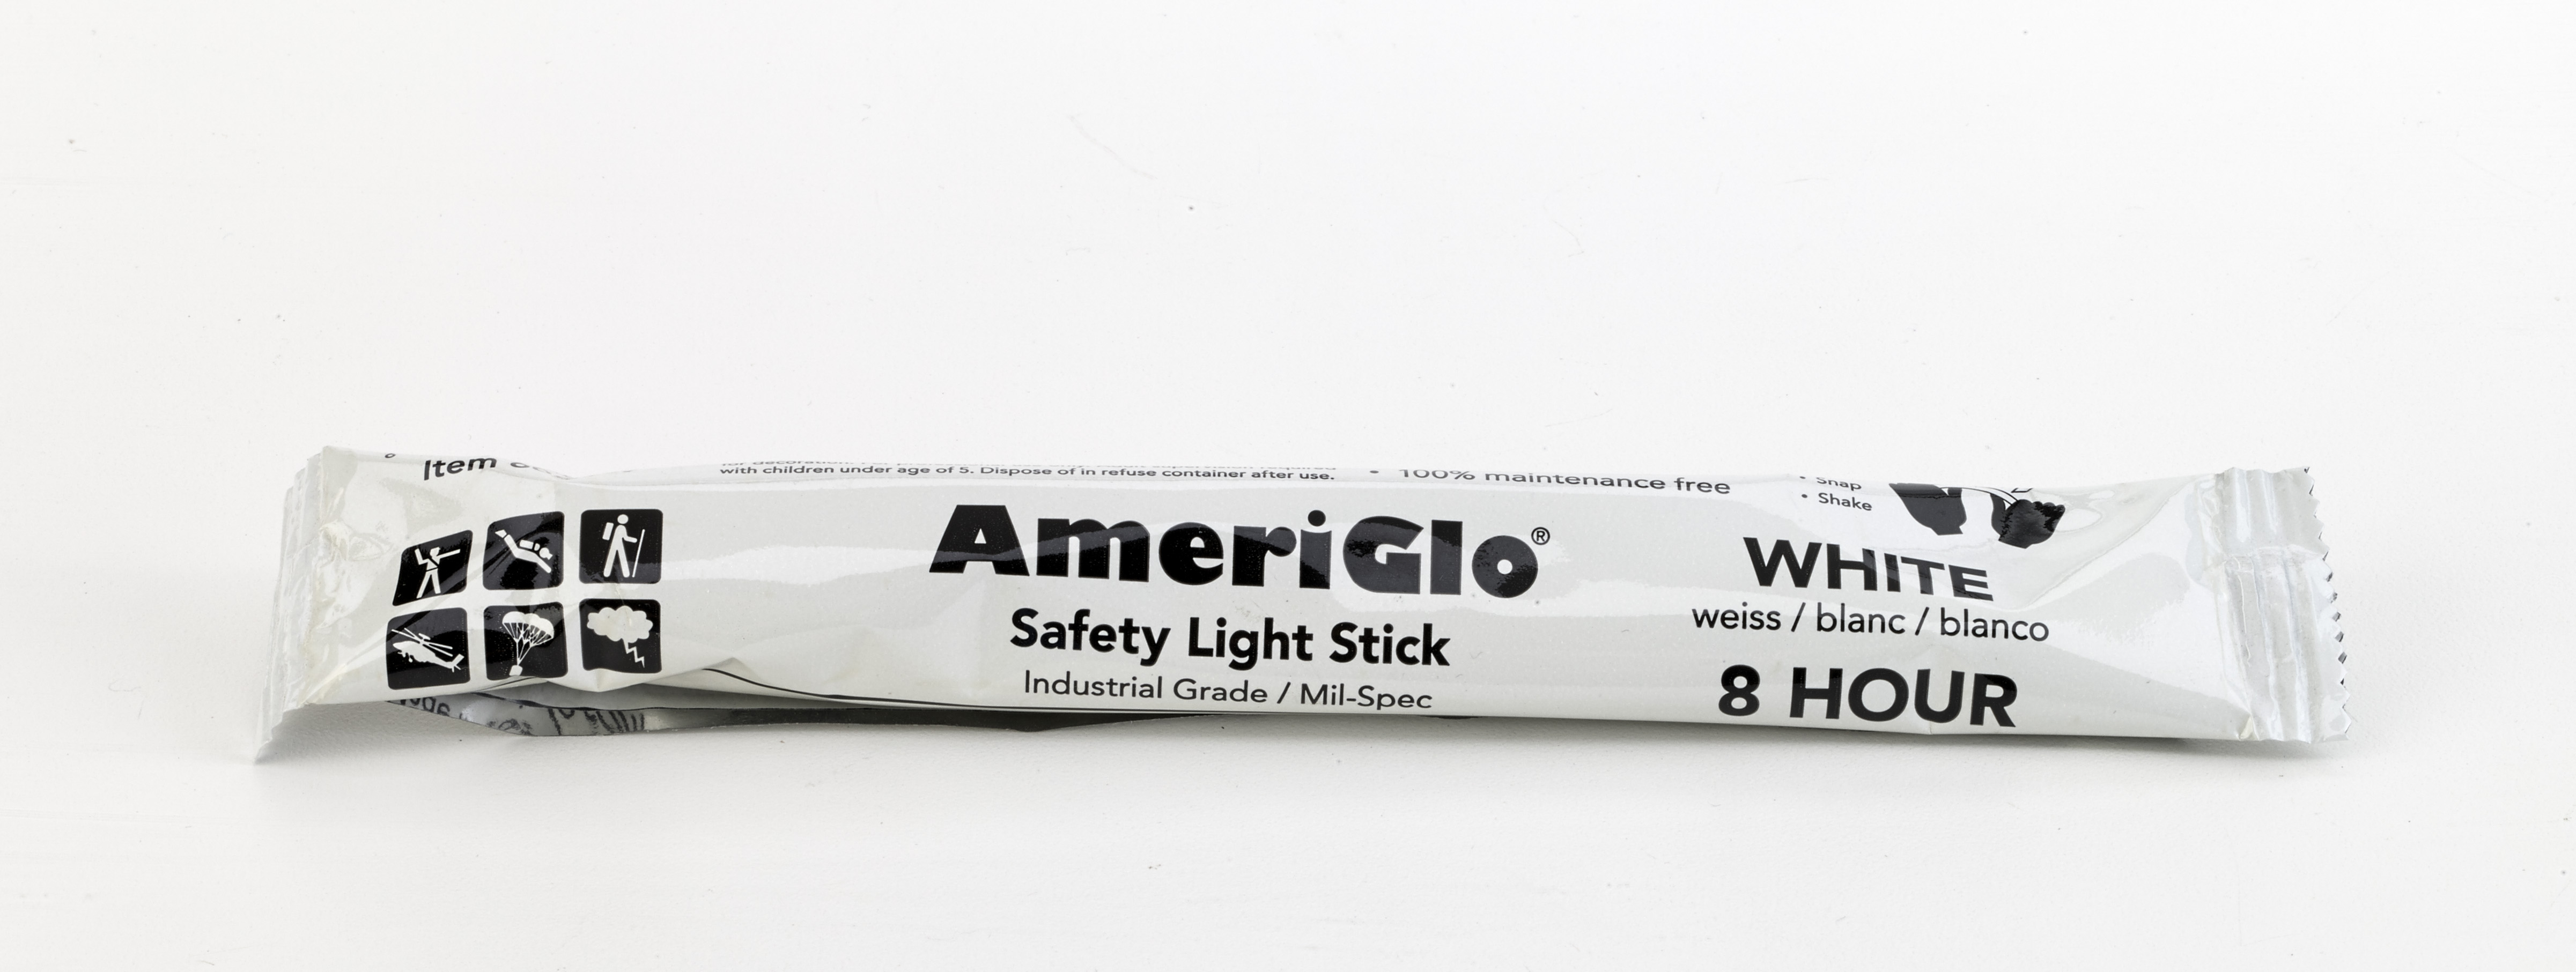 Item
with children under age of 5. Dispose of in refuse container after use.
• 100% maintenance free
• Snap
• Shake
AmeriGlo®
Safety Light Stick
Industrial Grade / Mil-Spec
WHITE
weiss / blanc / blanco
8 HOUR